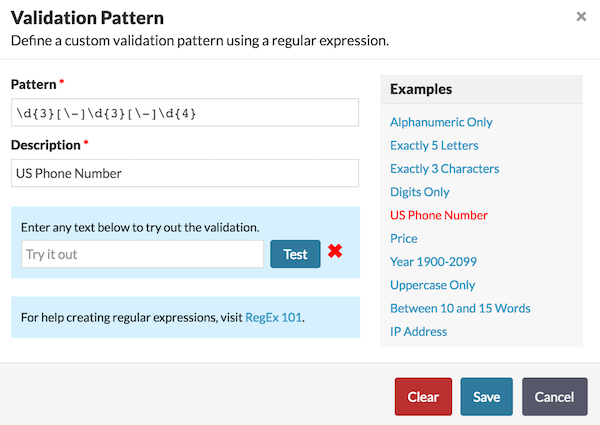 Validation Pattern
Define a custom validation pattern using a regular expression.
Pattern *
\d{3}[\-]\d{3}[\-]\d{4}
Description *
US Phone Number
Enter any text below to try out the validation.
Try it out
Test
For help creating regular expressions, visit RegEx 101.
Examples
Alphanumeric Only
Exactly 5 Letters
Exactly 3 Characters
Digits Only
US Phone Number
Price
Year 1900-2099
Uppercase Only
Between 10 and 15 Words
IP Address
Clear
Save
Cancel